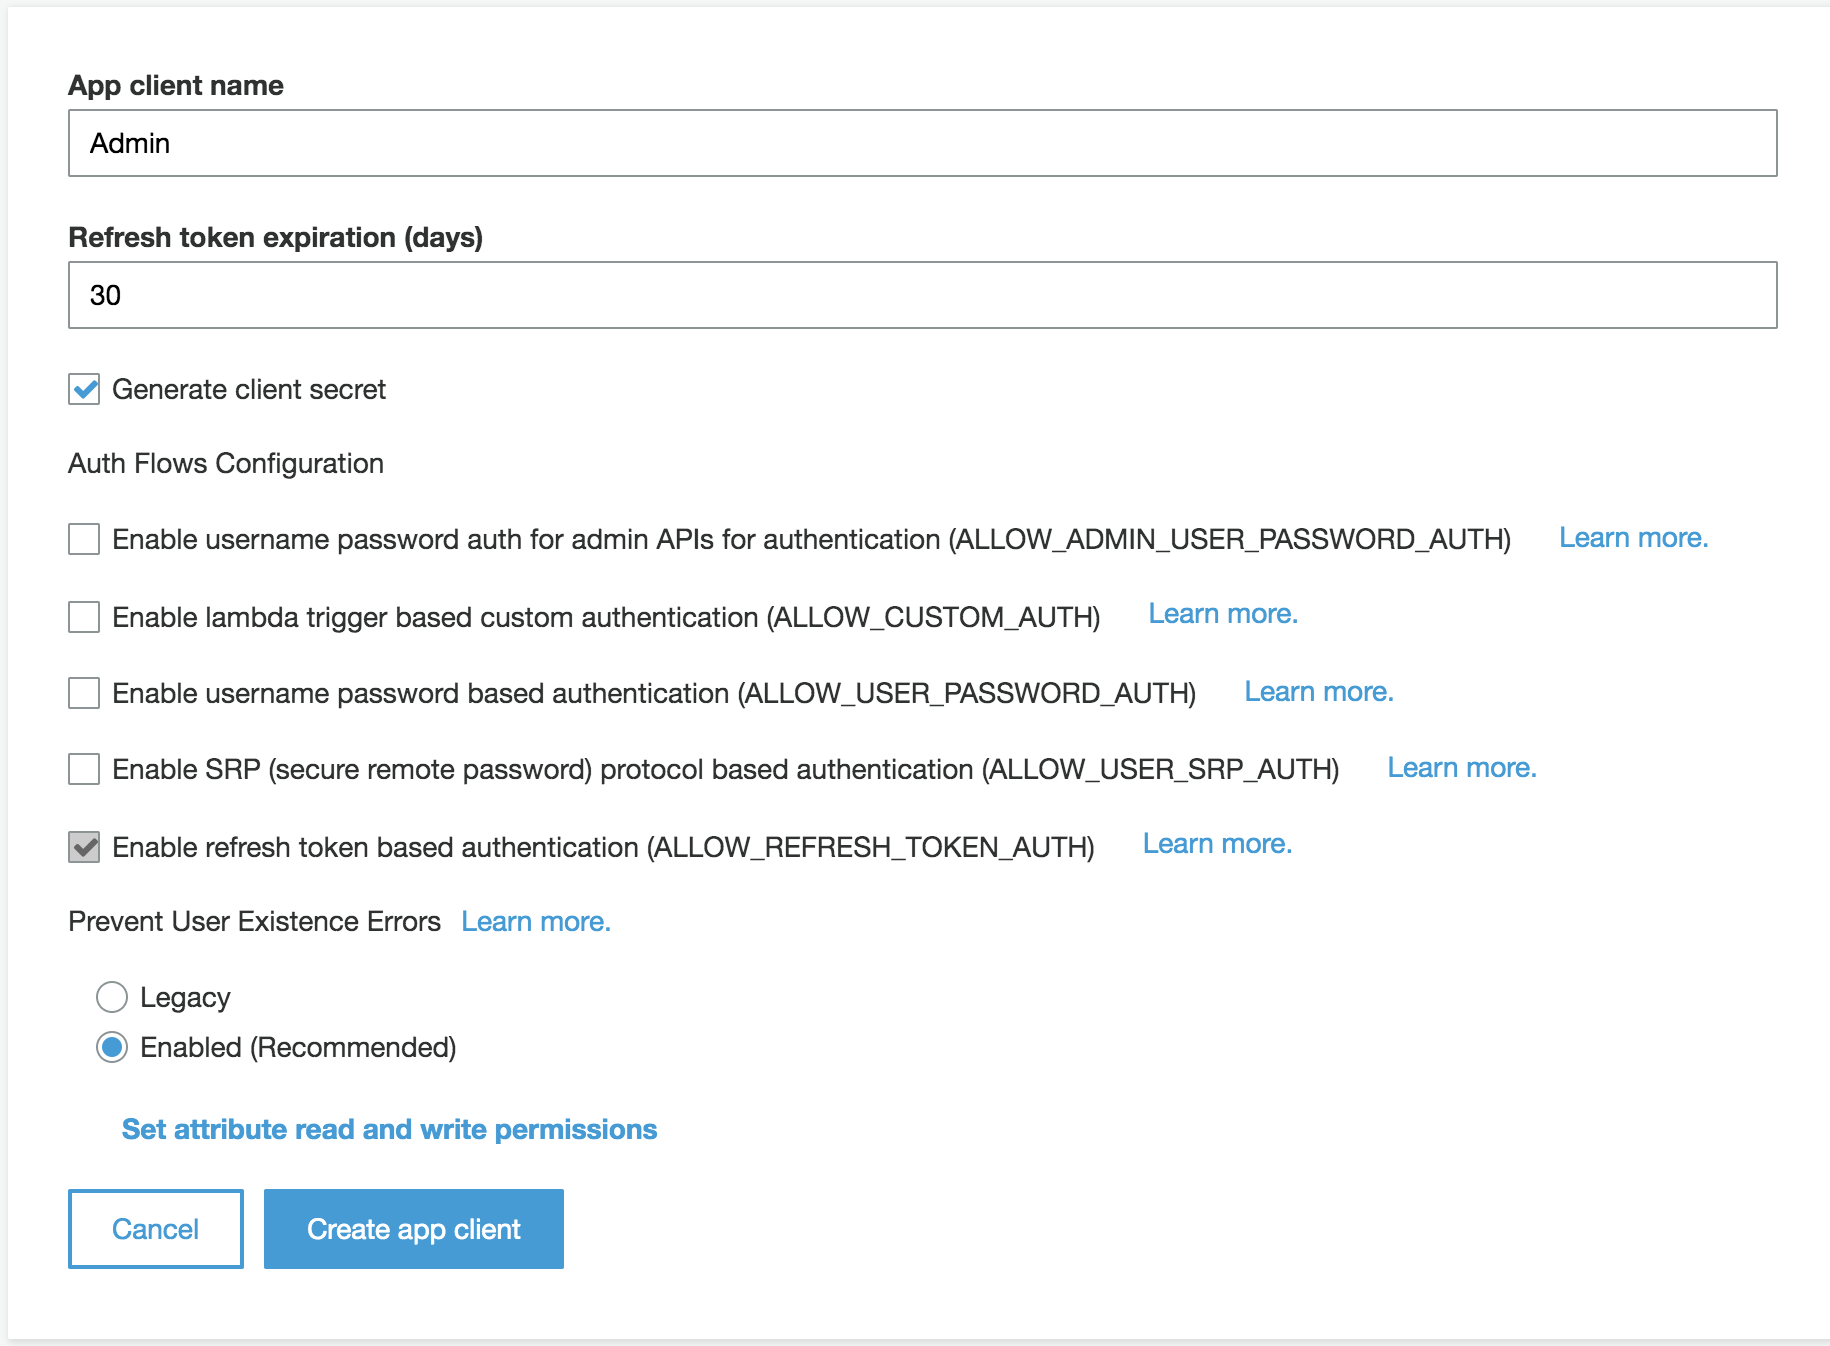 App client name
Admin
Refresh token expiration (days)
30
Generate client secret
Auth Flows Configuration
Enable username password auth for admin APIs for authentication (ALLOW_ADMIN_USER_PASSWORD_AUTH) Learn more.
Enable lambda trigger based custom authentication (ALLOW_CUSTOM_AUTH) Learn more.
Enable username password based authentication (ALLOW_USER_PASSWORD_AUTH) Learn more.
Enable SRP (secure remote password) protocol based authentication (ALLOW_USER_SRP_AUTH) Learn more.
Enable refresh token based authentication (ALLOW_REFRESH_TOKEN_AUTH) Learn more.
Prevent User Existence Errors Learn more.
Legacy
Enabled (Recommended)
Set attribute read and write permissions
Cancel Create app client